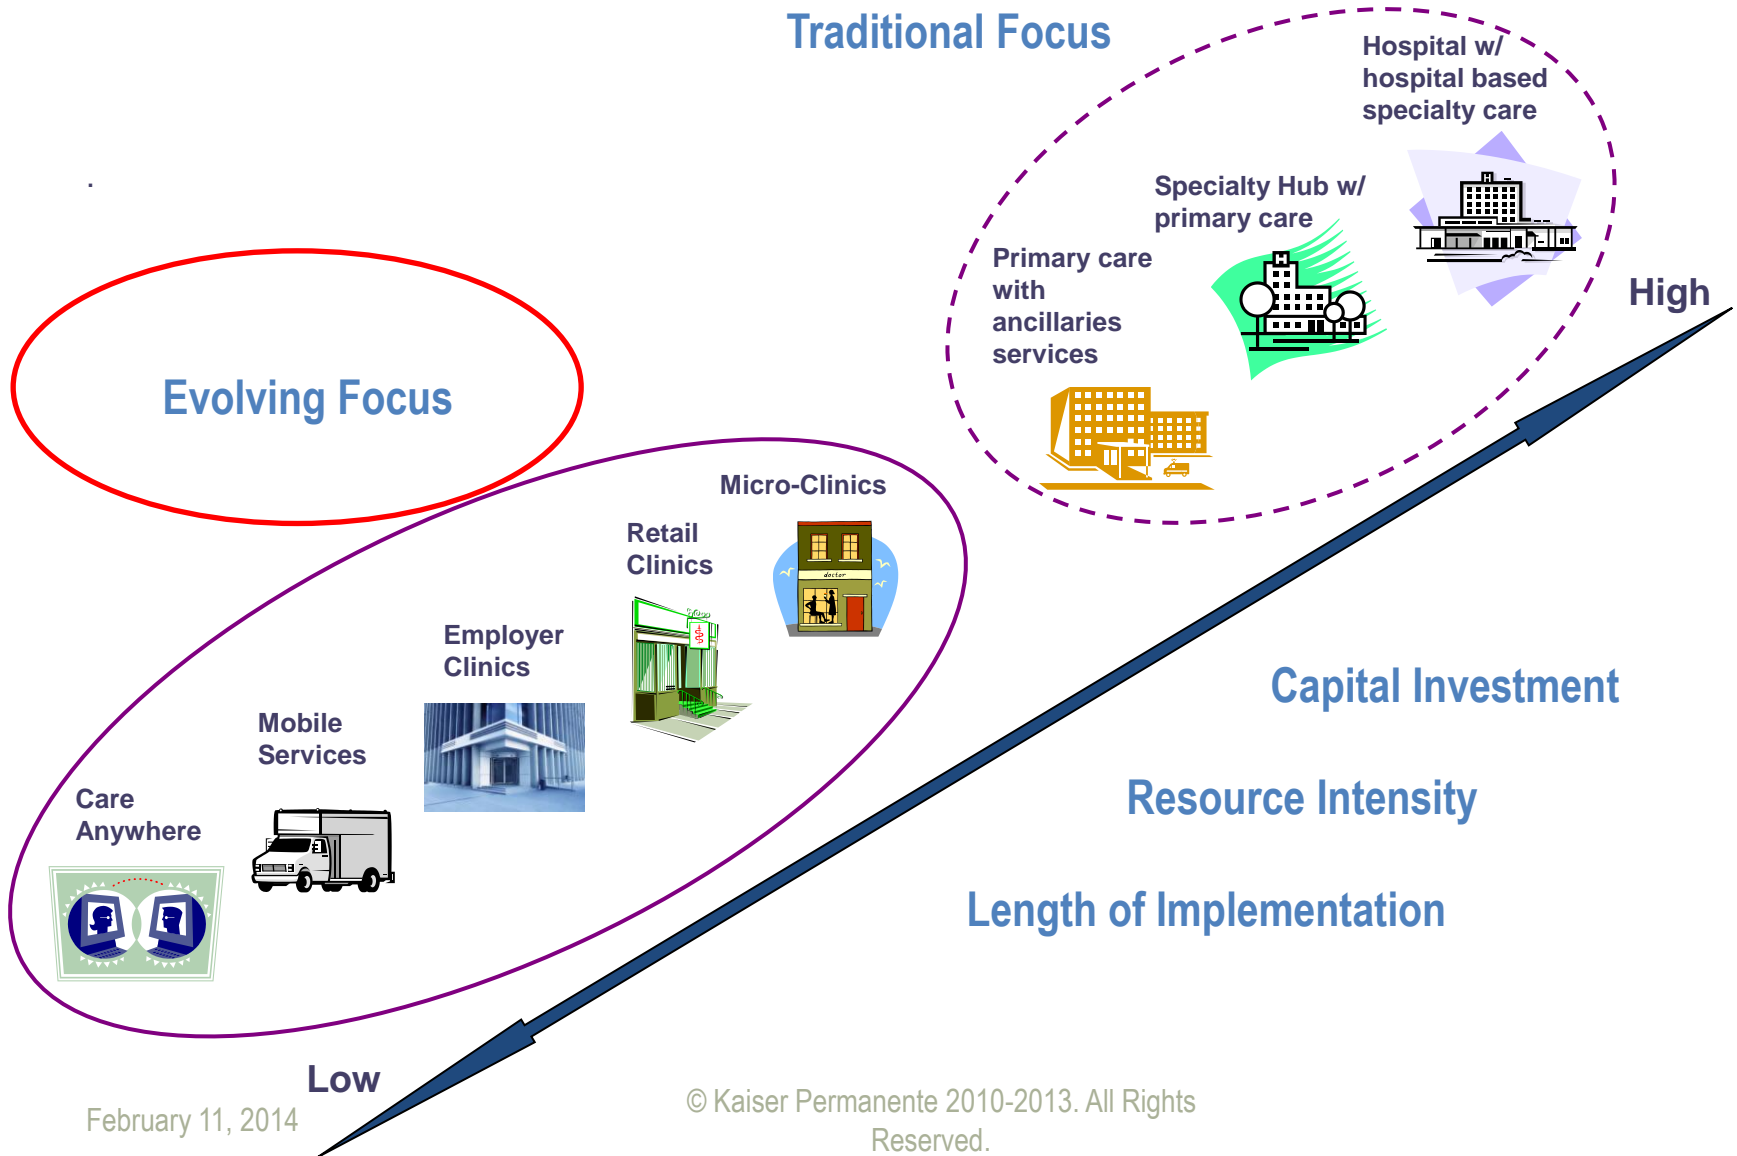 Traditional Focus
Hospital w/
hospital based
specialty care
.
Specialty Hub w/
primary care
Primary care
with
ancillaries
services
High
Evolving Focus
Micro-Clinics
Retail
Clinics
doctor
Employer
Clinics
Capital Investment
Mobile
Services
Resource Intensity
Care
Anywhere
Length of Implementation
Low
February 11, 2014
© Kaiser Permanente 2010-2013. All Rights
Reserved.